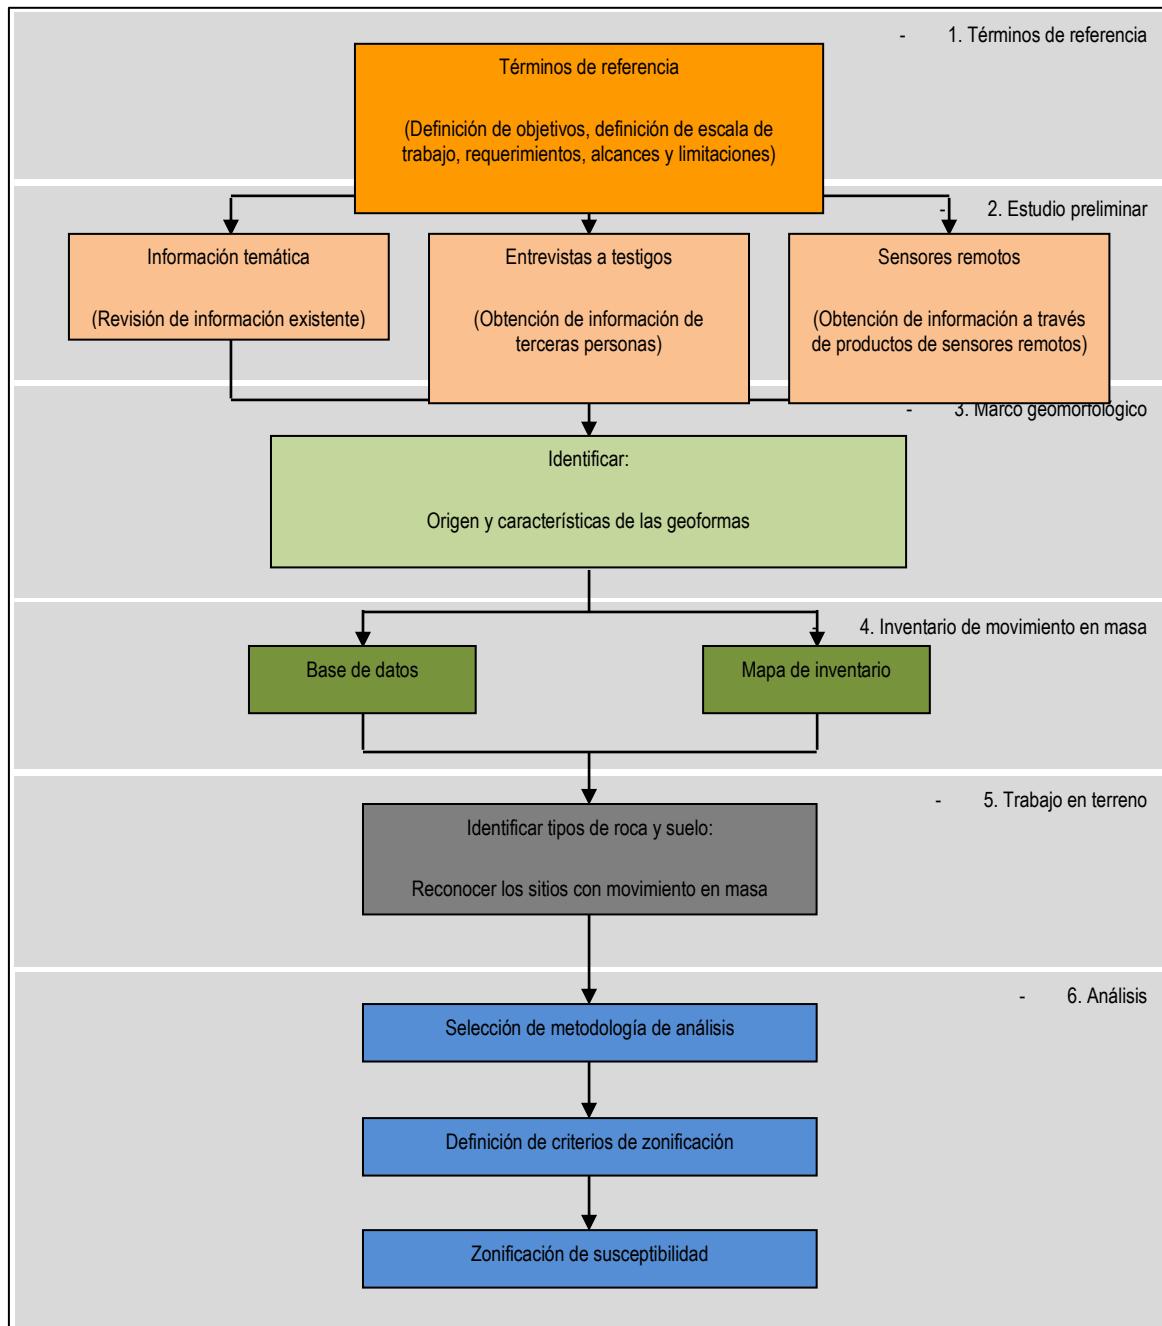 - 1. Términos de referencia
Términos de referencia
(Definición de objetivos, definición de escala de
trabajo, requerimientos, alcances y limitaciones)
- 2. Estudio preliminar
Información temática
(Revisión de información existente)
Entrevistas a testigos
(Obtención de información de
terceras personas)
Sensores remotos
(Obtención de información a través
de productos de sensores remotos)
- 3. Marco geomorfológico
Identificar:
Origen y características de las geoformas
- 4. Inventario de movimiento en masa
Base de datos
Mapa de inventario
- 5. Trabajo en terreno
Identificar tipos de roca y suelo:
Reconocer los sitios con movimiento en masa
- 6. Análisis
Selección de metodología de análisis
Definición de criterios de zonificación
Zonificación de susceptibilidad